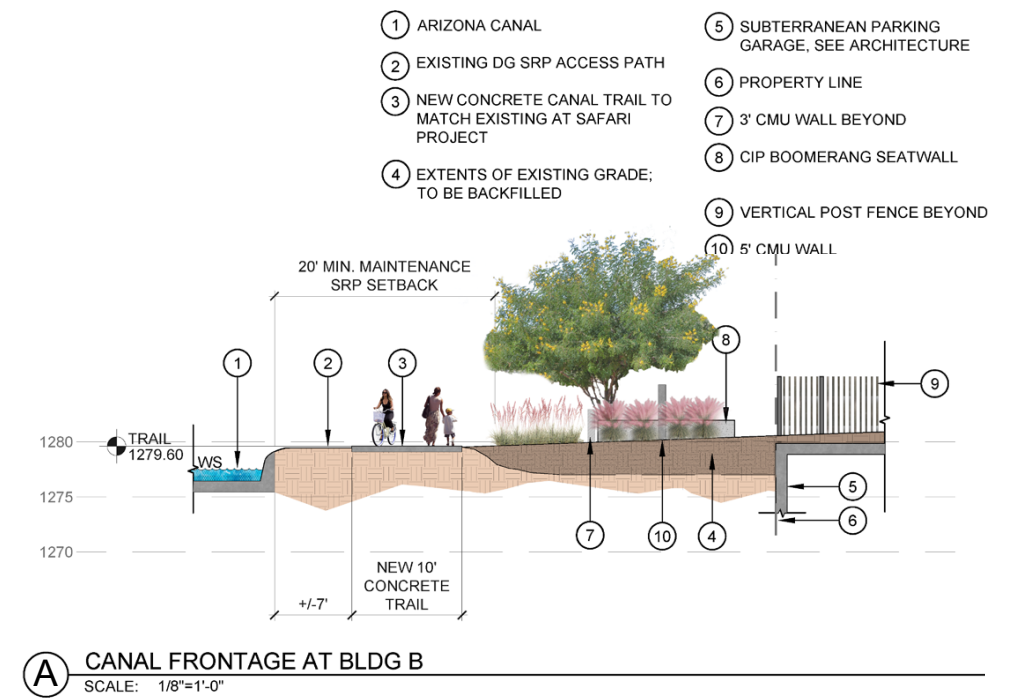 1 ARIZONA CANAL
2 EXISTING DG SRP ACCESS PATH
3 NEW CONCRETE CANAL TRAIL TO
MATCH EXISTING AT SAFARI
PROJECT
4 EXTENTS OF EXISTING GRADE;
TO BE BACKFILLED
5 SUBTERRANEAN PARKING
GARAGE, SEE ARCHITECTURE
6 PROPERTY LINE
7 3' CMU WALL BEYOND
8 CIP BOOMERANG SEATWALL
9 VERTICAL POST FENCE BEYOND
10 5' CMU WALL
20' MIN. MAINTENANCE
SRP SETBACK
8
1
2
3
9
1280
TRAIL
1279.60
WS
1275
5
7
10
4
6
1270
NEW 10'
CONCRETE
TRAIL
+/-7'
A
CANAL FRONTAGE AT BLDG B
SCALE: 1/8"=1'-0"